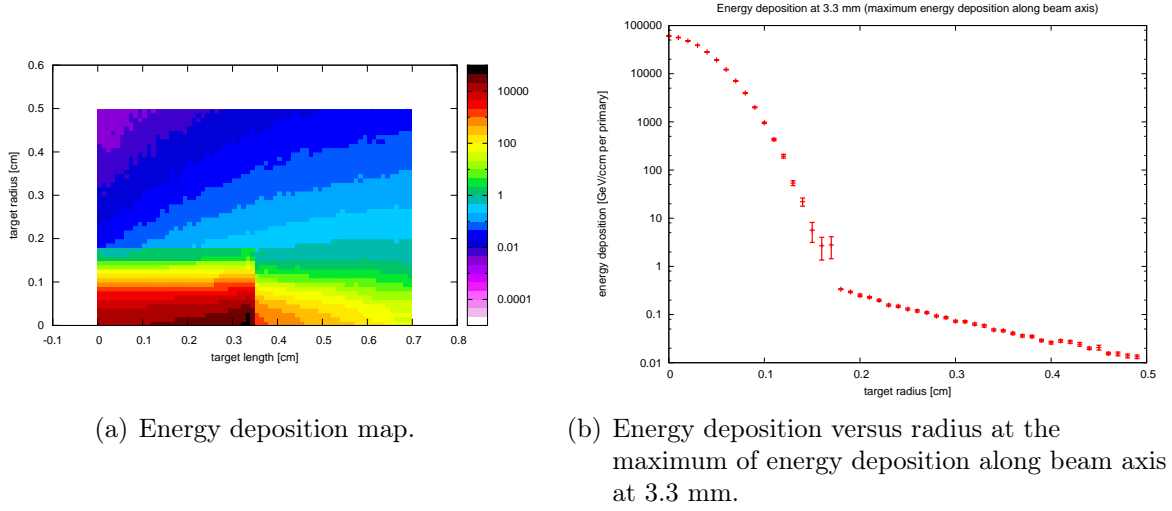 Energy deposition at 3.3 mm (maximum energy deposition along beam axis)
0.6
0.5
0.4
0.3
0.2
0.1
0
-0.1 0 0.1 0.2 0.3 0.4 0.5 0.6 0.7 0.8
target radius [cm]
target length [cm]
10000
100
1
0.01
0.0001
100000
10000
1000
100
10
1
0.1
0.01
0 0.1 0.2 0.3 0.4 0.5
energy deposition [GeV/ccm per primary]
target radius [cm]
(a) Energy deposition map.
(b) Energy deposition versus radius at the
maximum of energy deposition along beam axis
at 3.3 mm.